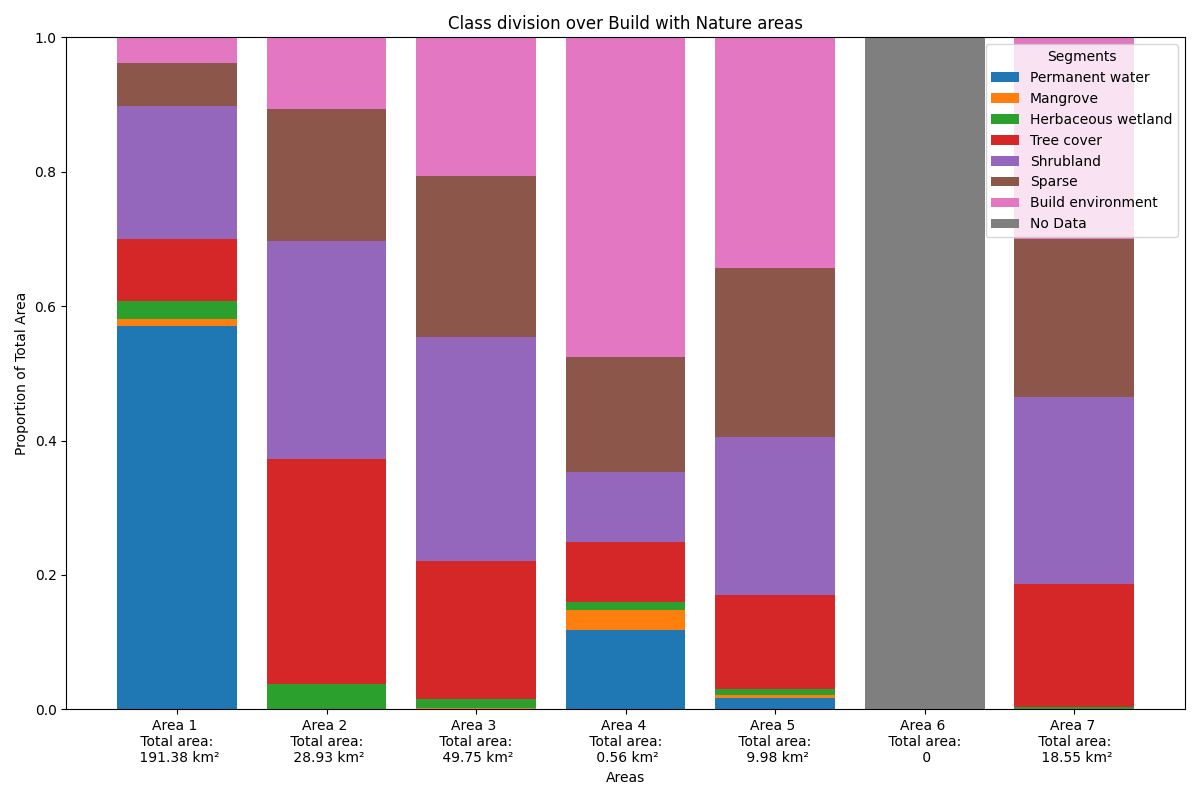 Class division over Build with Nature areas
Proportion of Total Area
1.0
0.8
0.6
0.4
0.2
0.0
Segments
Permanent water
Mangrove
Herbaceous wetland
Tree cover
Shrubland
Sparse
Build environment
No Data
Area 1
Total area:
191.38 km²
Area 2
Total area:
28.93 km²
Area 3
Total area:
49.75 km²
Area 4
Total area:
0.56 km²
Area 5
Total area:
9.98 km²
Area 6
Total area:
0
Area 7
Total area:
18.55 km²
Areas